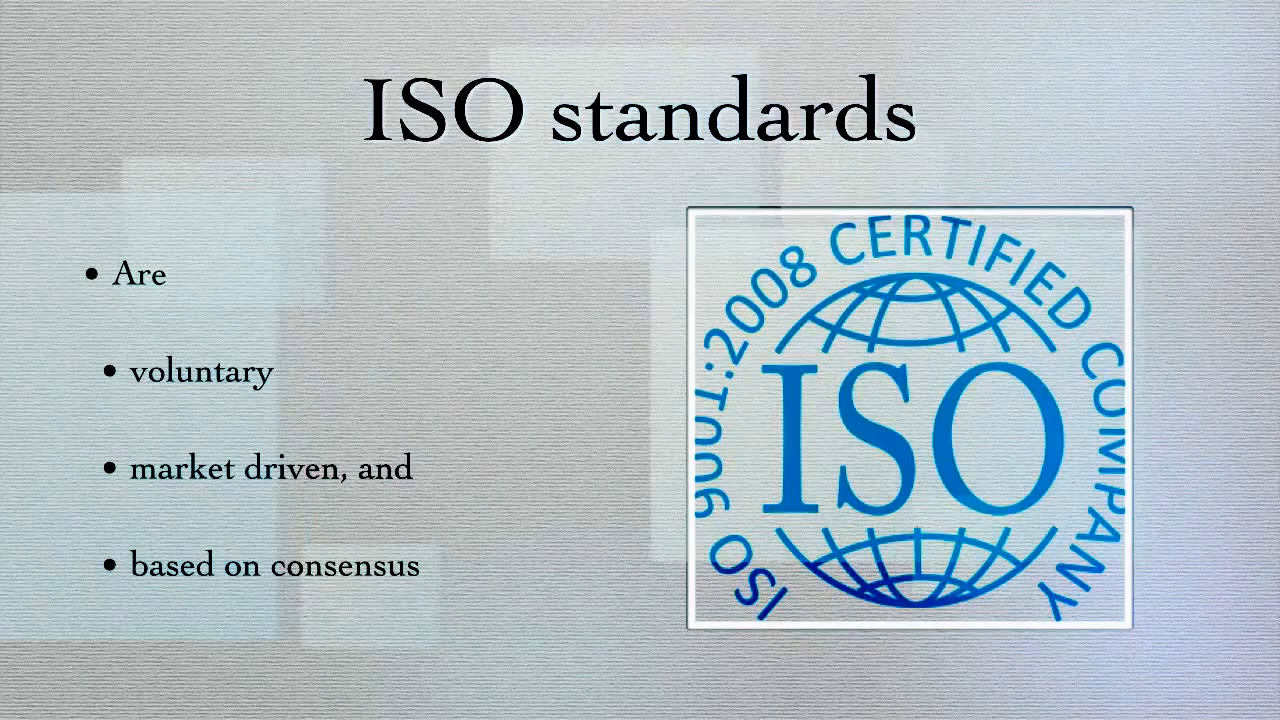 ISO standards
• Are
• voluntary
• market driven, and
• based on consensus
ISO 9001:2008 CERTIFIED COMPANY
ISO